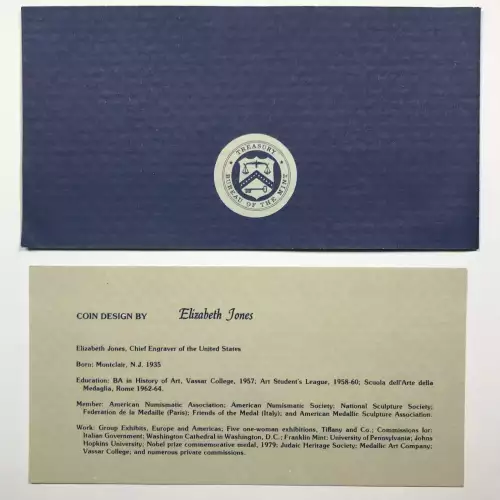 TREASURY
BUREAU OF THE MINT
COIN DESIGN BY Elizabeth Jones
Elizabeth Jones, Chief Engraver of the United States
Born: Montclair, N.J. 1935
Education: BA in History of Art, Vassar College, 1957; Art Student's League, 1958-60; Scuola dell'Arte della
Medaglia, Rome 1962-64.
Member: American Numismatic Association; American Numismatic Society; National Sculpture Society;
Federation de la Medaille (Paris); Friends of the Medal (Italy); and American Medallic Sculpture Association.
Work: Group Exhibits, Europe and Americas; Five one-woman exhibitions, Tiffany and Co.; Commissions for:
Italian Government; Washington Cathedral in Washington, D.C.; Franklin Mint; University of Pennsylvania; Johns
Hopkins University; Nobel prize commemorative medal, 1979; Judaic Heritage Society; Medallic Art Company;
Vassar College; and numerous private commissions.